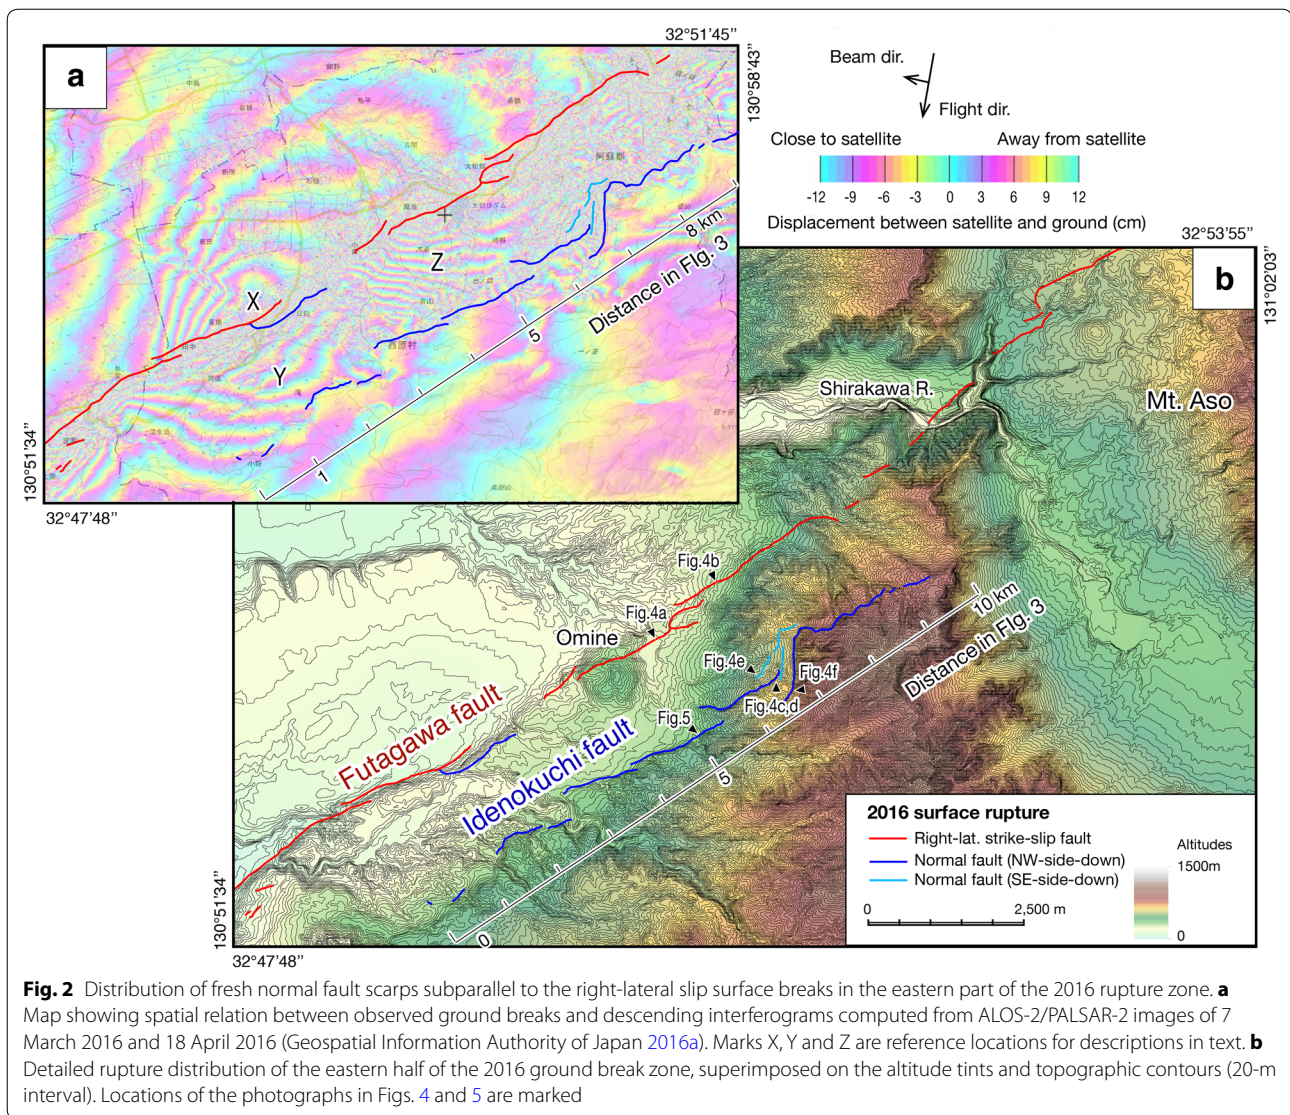 a
32°51'45”
130°58'43”
130°51'34”
32°47'48”
X
Y
Z
阿蘇郡
西原村
1
5
8 km
Distance in FIg. 3
Beam dir.
Flight dir.
Close to satellite
Away from satellite
-12 -9 -6 -3 0 3 6 9 12
Displacement between satellite and ground (cm)
b
32°53'55”
131°02'03”
130°51'34”
32°47'48”
Shirakawa R.
Mt. Aso
Fig.4b
Fig.4a
Omine
Fig.4e
Fig.4f
Fig.4c,d
Fig.5
Futagawa fault
Idenokuchi fault
0
5
10 km
Distance in FIg. 3
2016 surface rupture
Right-lat. strike-slip fault
Normal fault (NW-side-down)
Normal fault (SE-side-down)
0
2,500 m
Altitudes
1500m
0
Fig. 2 Distribution of fresh normal fault scarps subparallel to the right-lateral slip surface breaks in the eastern part of the 2016 rupture zone. a
Map showing spatial relation between observed ground breaks and descending interferograms computed from ALOS-2/PALSAR-2 images of 7
March 2016 and 18 April 2016 (Geospatial Information Authority of Japan 2016a). Marks X, Y and Z are reference locations for descriptions in text. b
Detailed rupture distribution of the eastern half of the 2016 ground break zone, superimposed on the altitude tints and topographic contours (20-m
interval). Locations of the photographs in Figs. 4 and 5 are marked